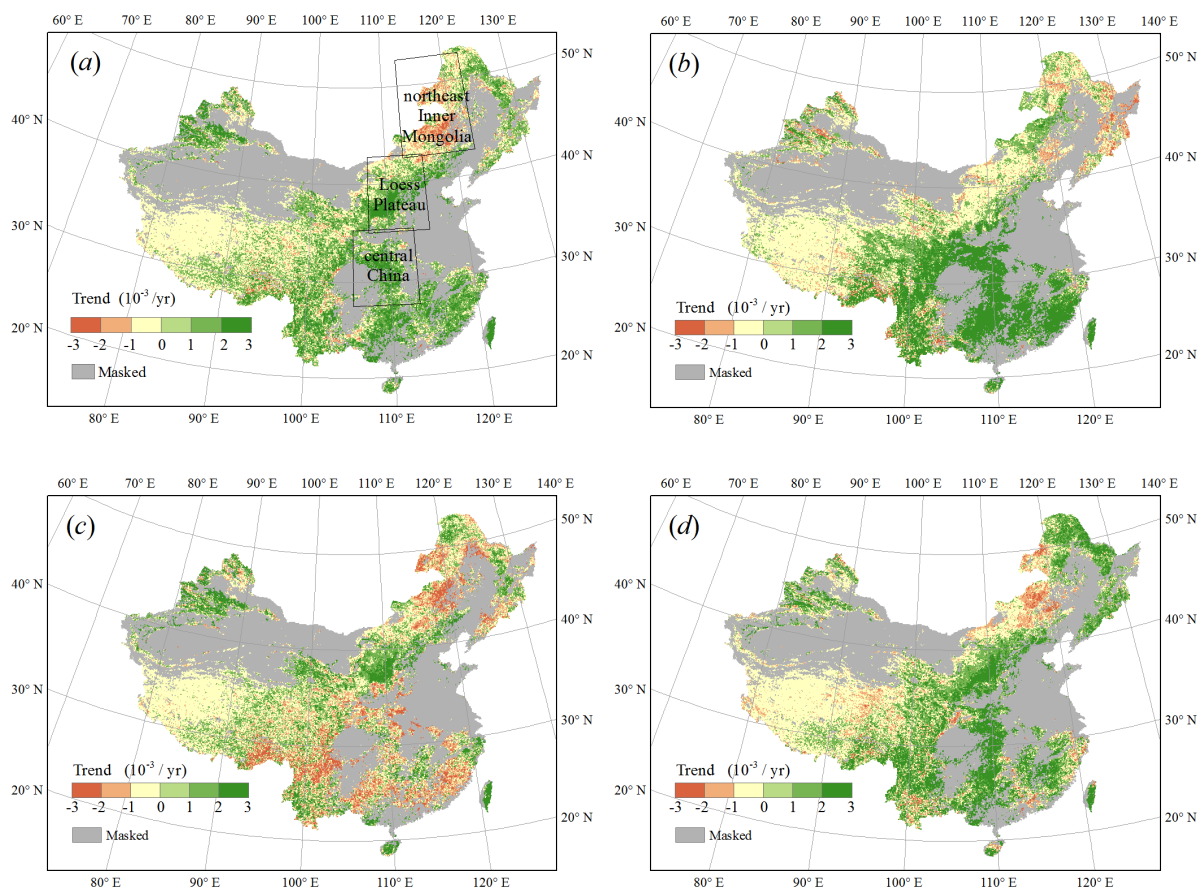 60° E 70° E 80° E 90° E 100° E 110° E 120° E 130° E
(a)
50° N
40° N
40° N
30° N
30° N
20° N
20° N
northeast
Inner
Mongolia
Loess
Plateau
central
China
Trend (10⁻³ /yr)
-3 -2 -1 0 1 2 3
Masked
80° E 90° E 100° E 110° E 120° E
60° E 70° E 80° E 90° E 100° E 110° E 120° E 130° E 140° E
(b)
50° N
40° N
40° N
30° N
30° N
20° N
20° N
Trend (10⁻³ / yr)
-3 -2 -1 0 1 2 3
Masked
80° E 90° E 100° E 110° E 120° E
60° E 70° E 80° E 90° E 100° E 110° E 120° E 130° E 140° E
(c)
50° N
40° N
40° N
30° N
30° N
20° N
20° N
Trend (10⁻³ / yr)
-3 -2 -1 0 1 2 3
Masked
80° E 90° E 100° E 110° E 120° E
60° E 70° E 80° E 90° E 100° E 110° E 120° E 130° E 140° E
(d)
50° N
40° N
40° N
30° N
30° N
20° N
20° N
Trend (10⁻³ / yr)
-3 -2 -1 0 1 2 3
Masked
80° E 90° E 100° E 110° E 120° E